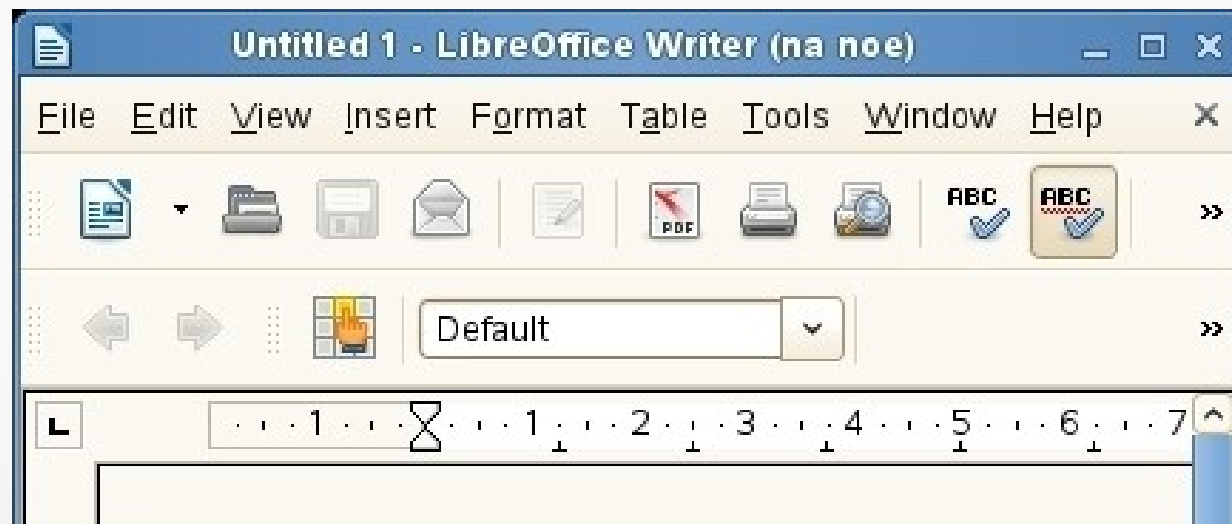 Untitled 1 - LibreOffice Writer (na noe)
File Edit View Insert Format Table Tools Window Help
PDF ABC ABC
Default
1 1 2 3 4 5 6 7